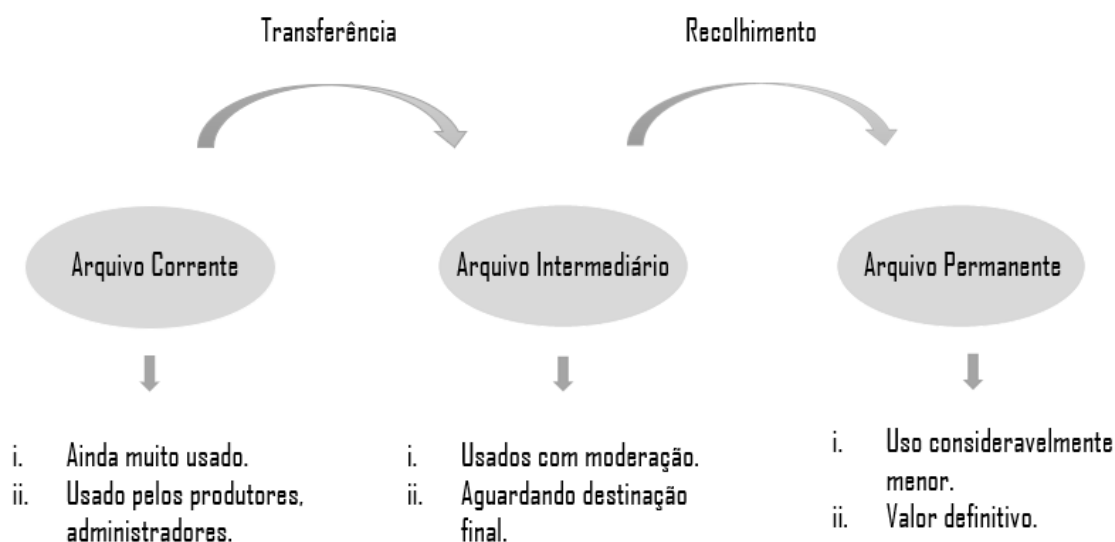 Transferência
Recolhimento
Arquivo Corrente
Arquivo Intermediário
Arquivo Permanente
i. Ainda muito usado.
ii. Usado pelos produtores,
administradores.
i. Usados com moderação.
ii. Aguardando destinação
final.
i. Uso consideravelmente
menor.
ii. Valor definitivo.